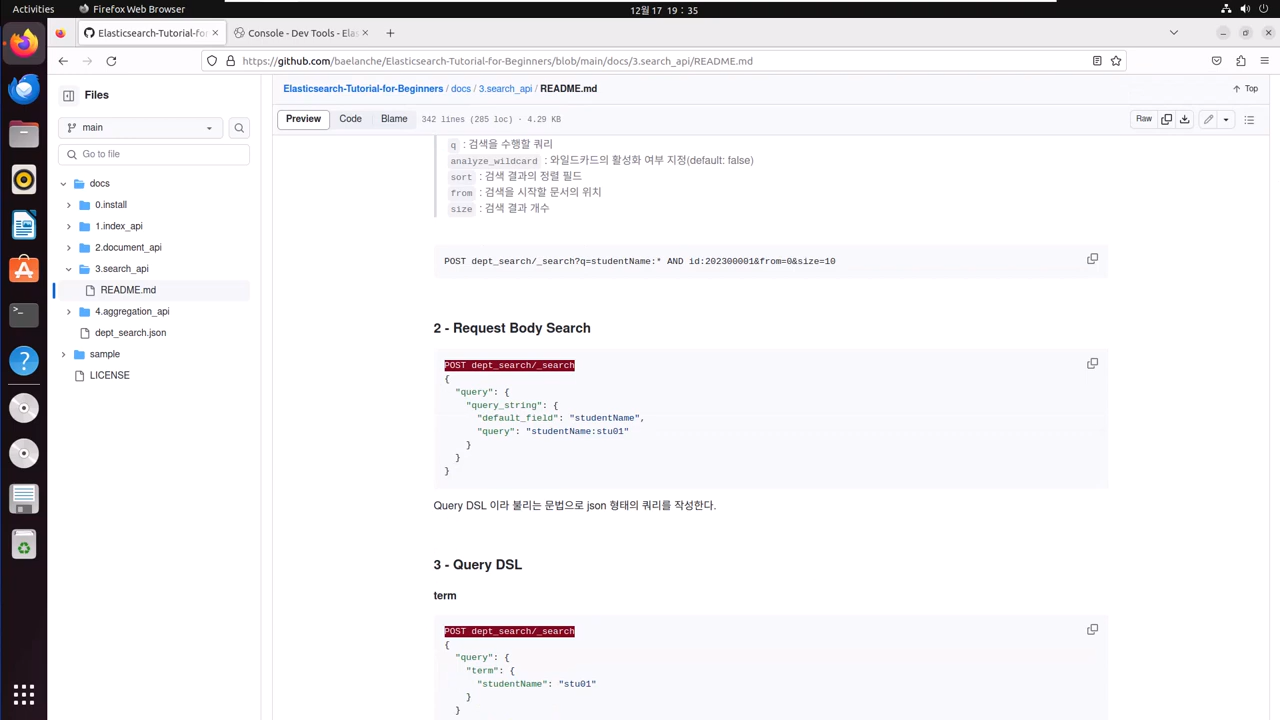 Activities
Firefox Web Browser
12월 17 19 : 35
Elasticsearch-Tutorial-for-
Console - Dev Tools - Elas
https://github.com/baelanche/Elasticsearch-Tutorial-for-Beginners/blob/main/docs/3.search_api/README.md
Files
main
Go to file
docs
0.install
1.index_api
2.document_api
3.search_api
README.md
4.aggregation_api
dept_search.json
sample
LICENSE
Elasticsearch-Tutorial-for-Beginners / docs / 3.search_api / README.md
Top
Preview
Code
Blame
342 lines (285 loc) · 4.29 KB
Raw
q : 검색을 수행할 쿼리
analyze_wildcard : 와일드카드의 활성화 여부 지정(default: false)
sort : 검색 결과의 정렬 필드
from : 검색을 시작할 문서의 위치
size : 검색 결과 개수
POST dept_search/_search?q=studentName:* AND id:202300001&from=0&size=10
2 - Request Body Search
POST dept_search/_search
{
"query": {
"query_string": {
"default_field": "studentName",
"query": "studentName:stu01"
}
}
}
Query DSL 이라 불리는 문법으로 json 형태의 쿼리를 작성한다.
3 - Query DSL
term
POST dept_search/_search
{
"query": {
"term": {
"studentName": "stu01"
}
}